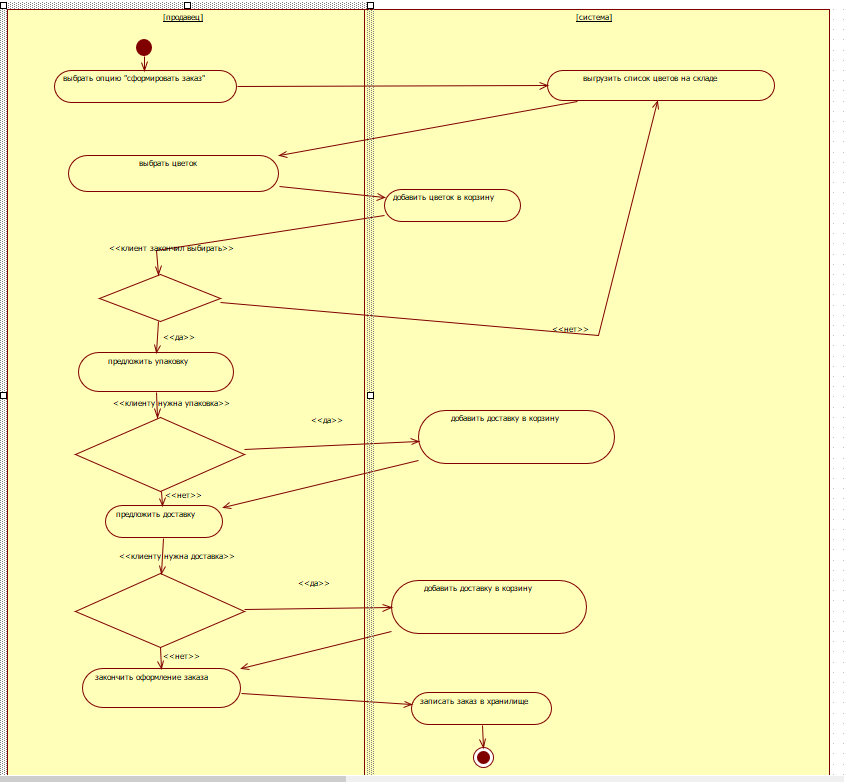 [продавец]
[система]
выбрать опцию "сформировать заказ"
выгрузить список цветов на складе
выбрать цветок
добавить цветок в корзину
<<клиент закончил выбирать>>
<<нет>>
<<да>>
предложить упаковку
<<клиенту нужна упаковка>>
<<да>>
добавить доставку в корзину
<<нет>>
предложить доставку
<<клиенту нужна доставка>>
<<да>>
добавить доставку в корзину
<<нет>>
закончить оформление заказа
записать заказ в хранилище